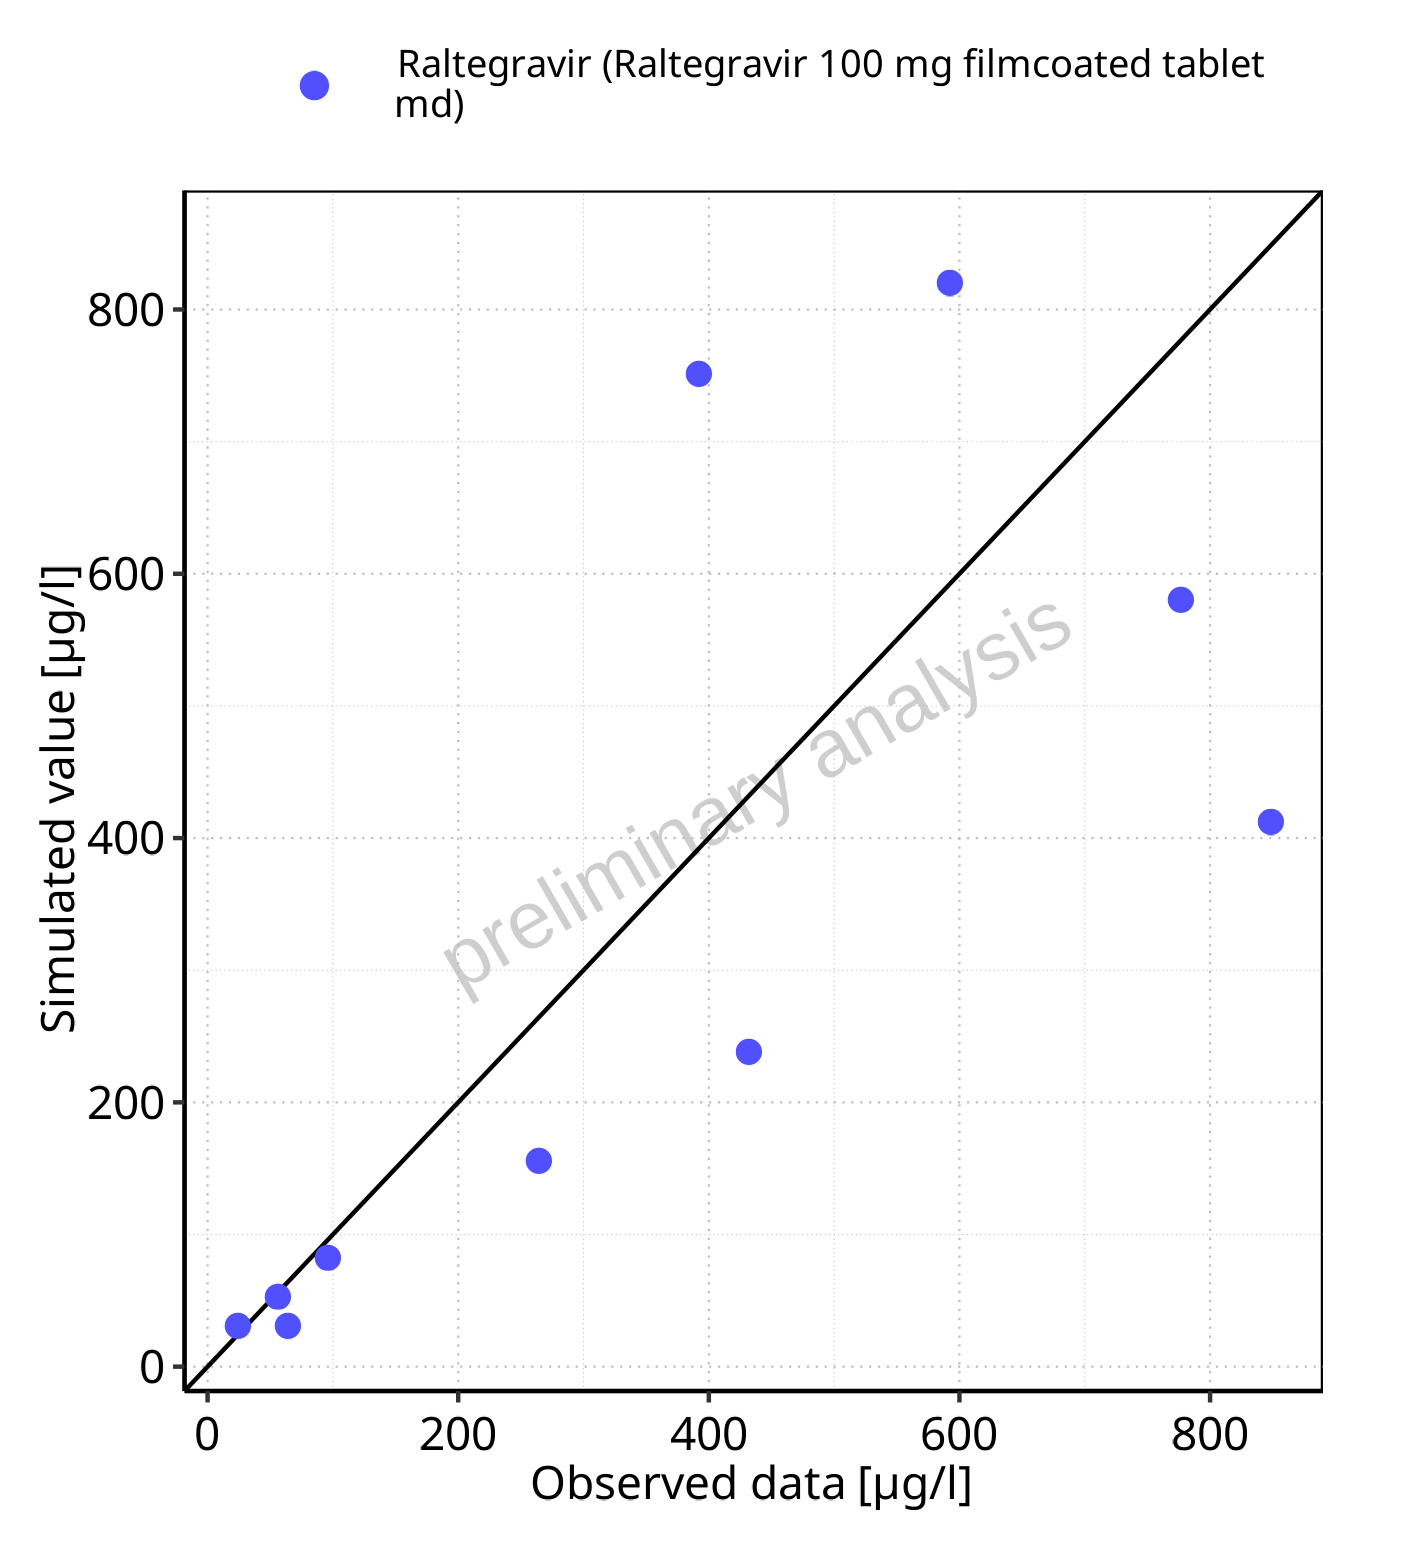 Raltegravir (Raltegravir 100 mg filmcoated tablet
md)
800
600
400
200
0
Simulated value [µg/l]
preliminary analysis
0 200 400 600 800
Observed data [µg/l]